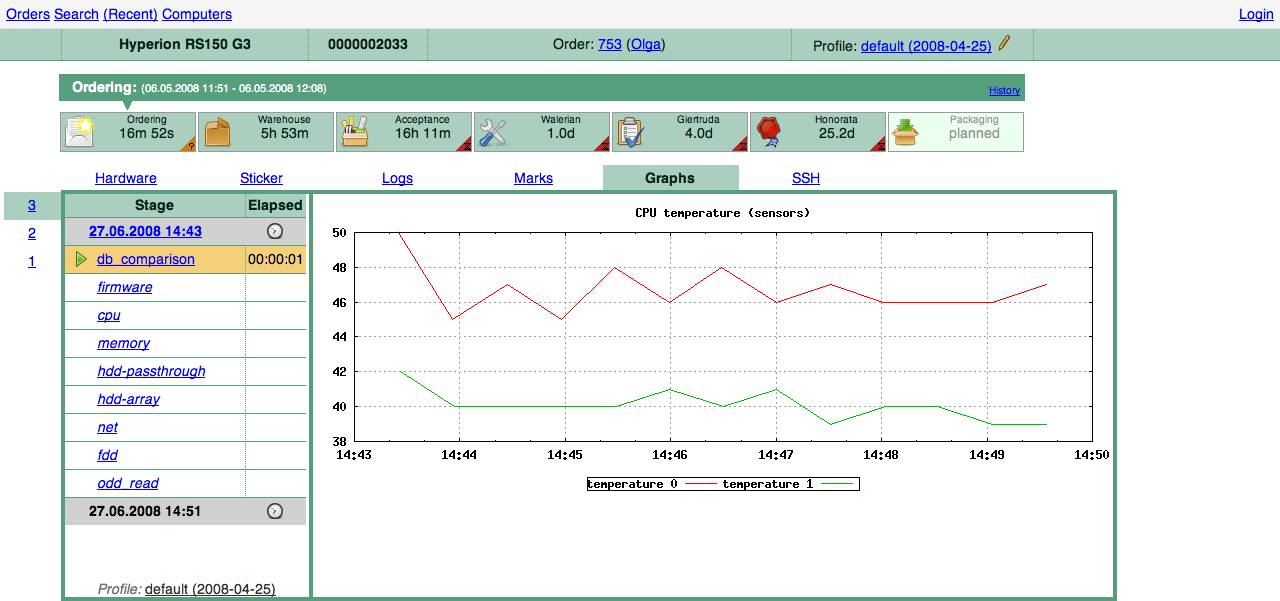 Orders Search (Recent) Computers Login
Hyperion RS150 G3 0000002033 Order: 753 (Olga) Profile: default (2008-04-25)
Ordering: (06.05.2008 11:51 - 06.05.2008 12:08) History
Ordering Warehouse Acceptance Walerian Giertruda Honorata Packaging
16m 52s 5h 53m 16h 11m 1.0d 4.0d 25.2d planned
Hardware Sticker Logs Marks Graphs SSH
3 Stage Elapsed
2 27.06.2008 14:43
1 db_comparison 00:00:01
firmware
cpu
memory
hdd-passthrough
hdd-array
net
fdd
odd_read
27.06.2008 14:51
Profile: default (2008-04-25)
CPU temperature (sensors)
50
48
46
44
42
40
38
14:43 14:44 14:45 14:46 14:47 14:48 14:49 14:50
temperature 0 temperature 1